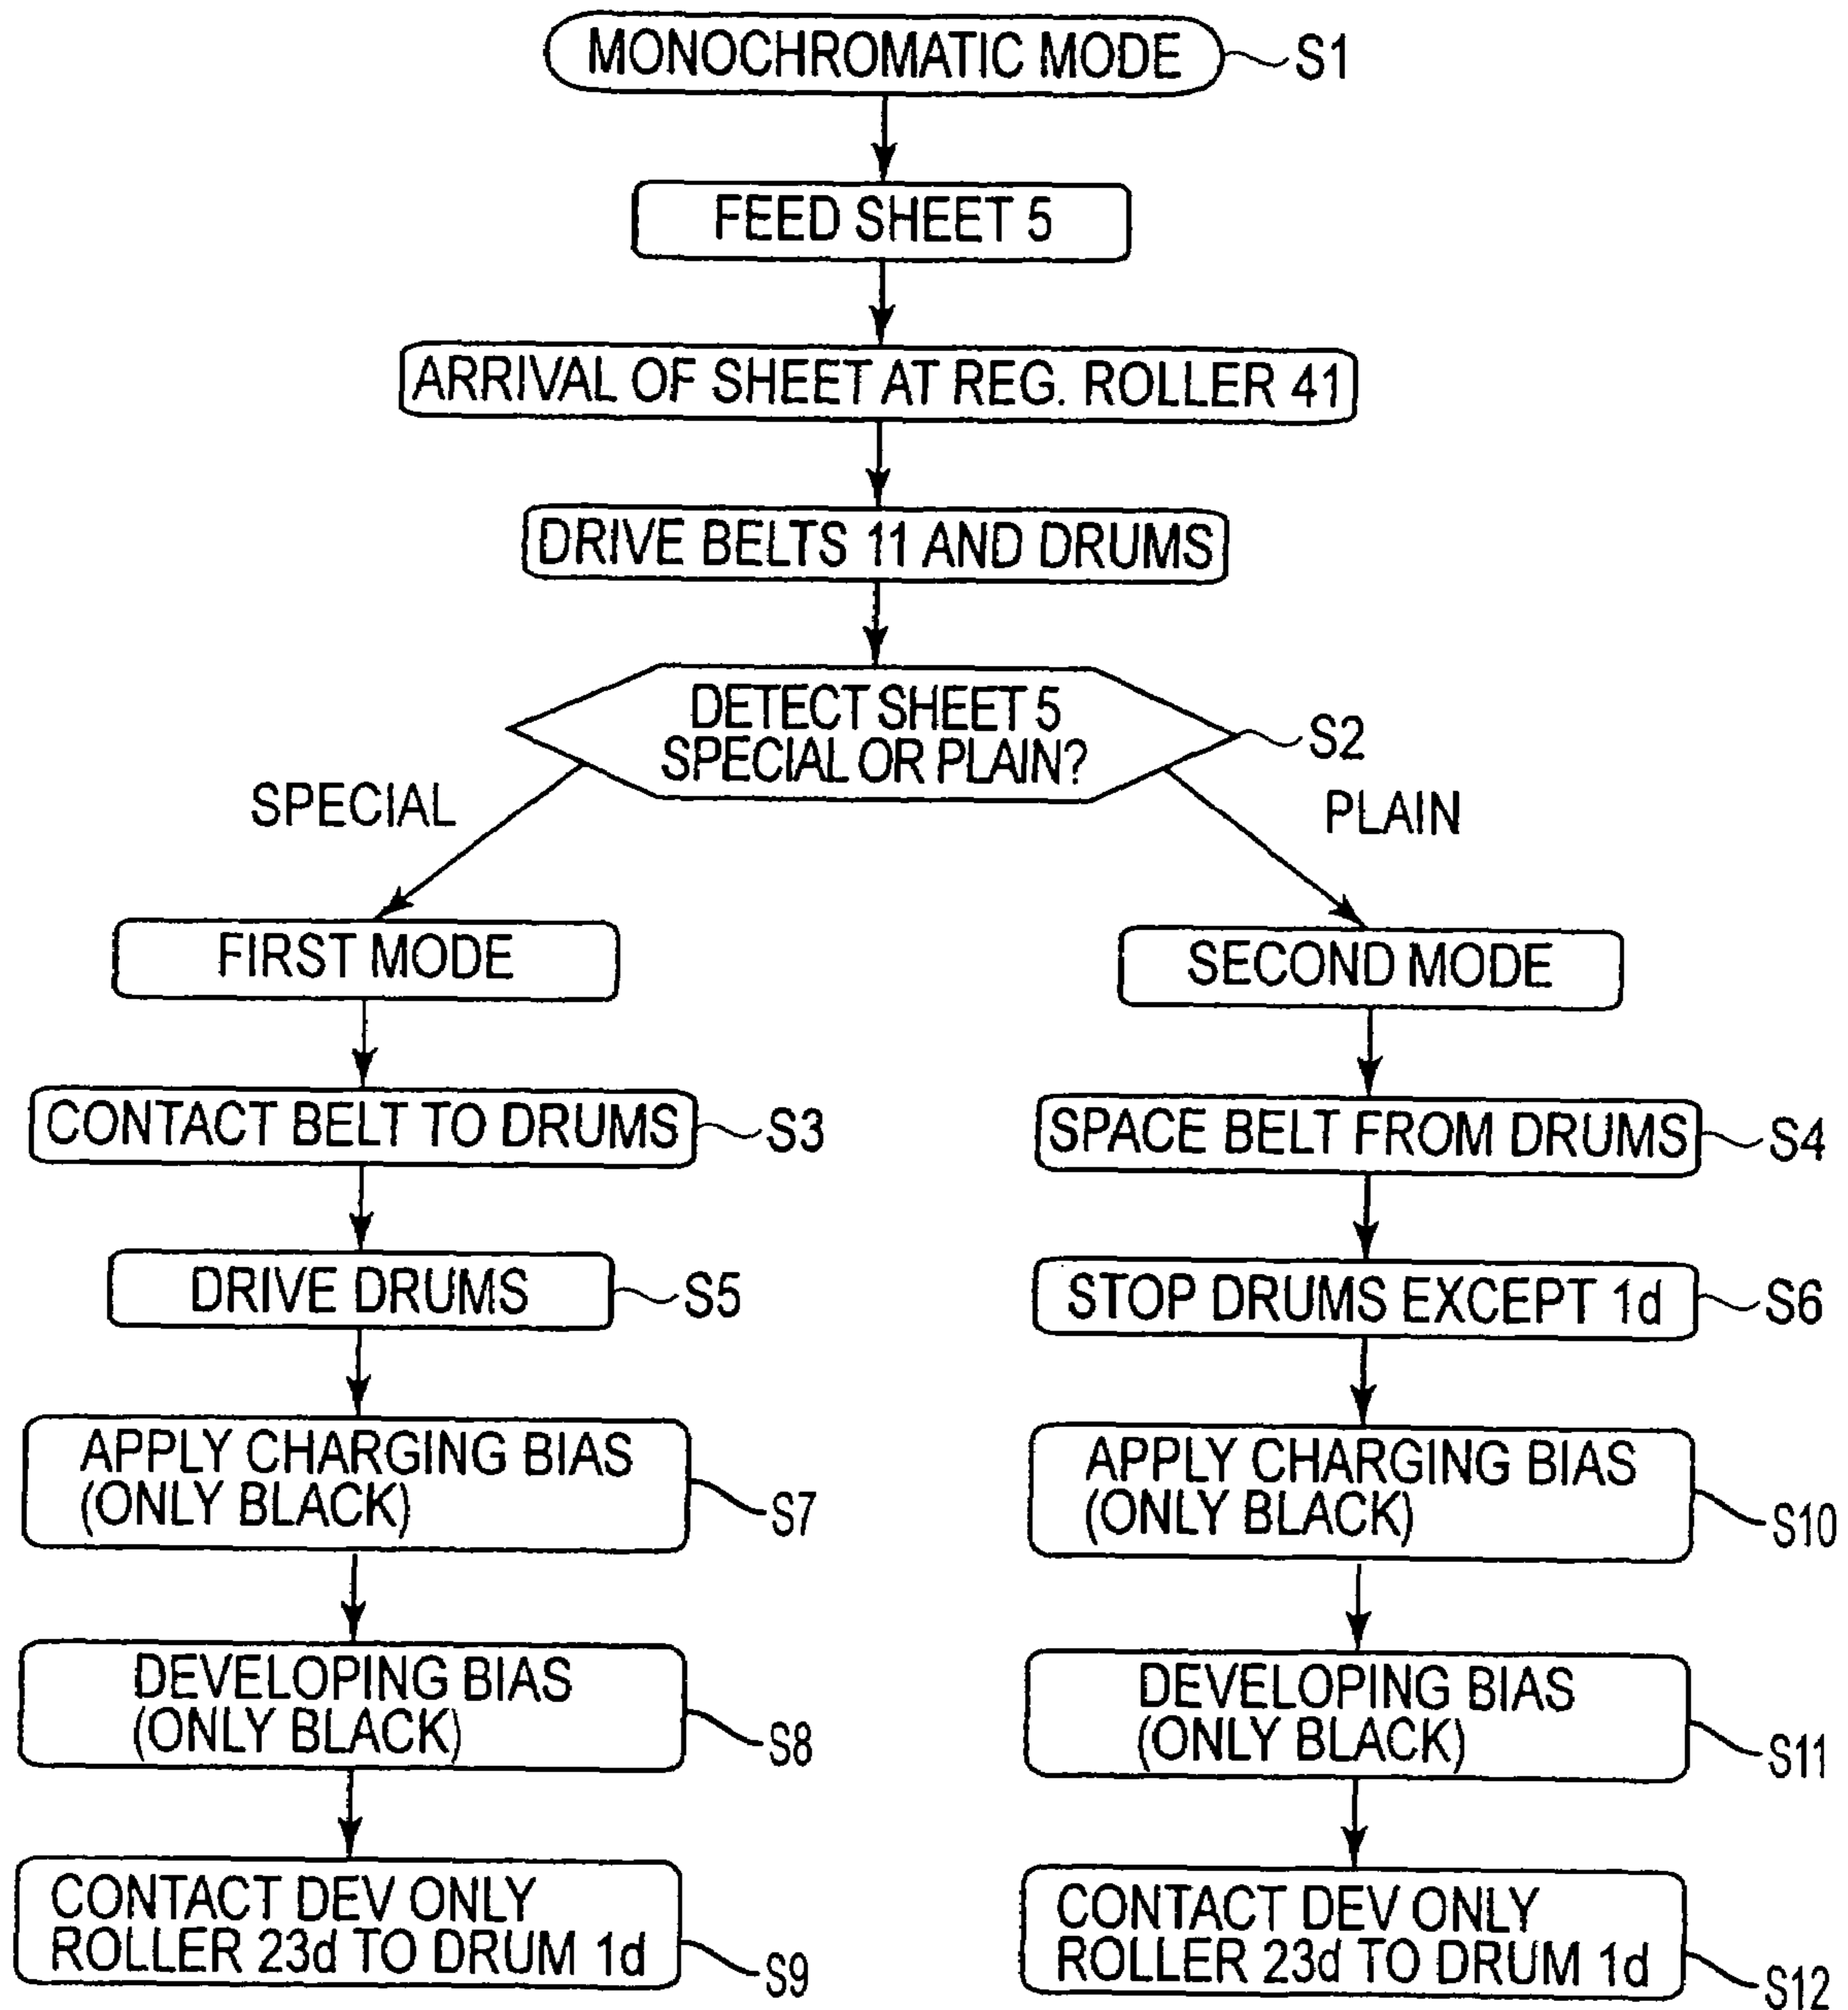 MONOCHROMATIC MODE
S1
FEED SHEET 5
ARRIVAL OF SHEET AT REG. ROLLER 41
DRIVE BELTS 11 AND DRUMS
DETECT SHEET 5
SPECIAL OR PLAIN?
S2
SPECIAL
PLAIN
FIRST MODE
SECOND MODE
CONTACT BELT TO DRUMS
S3
SPACE BELT FROM DRUMS
S4
DRIVE DRUMS
S5
STOP DRUMS EXCEPT 1d
S6
APPLY CHARGING BIAS
(ONLY BLACK)
S7
APPLY CHARGING BIAS
(ONLY BLACK)
S10
DEVELOPING BIAS
(ONLY BLACK)
S8
DEVELOPING BIAS
(ONLY BLACK)
S11
CONTACT DEV ONLY
ROLLER 23d TO DRUM 1d
S9
CONTACT DEV ONLY
ROLLER 23d TO DRUM 1d
S12